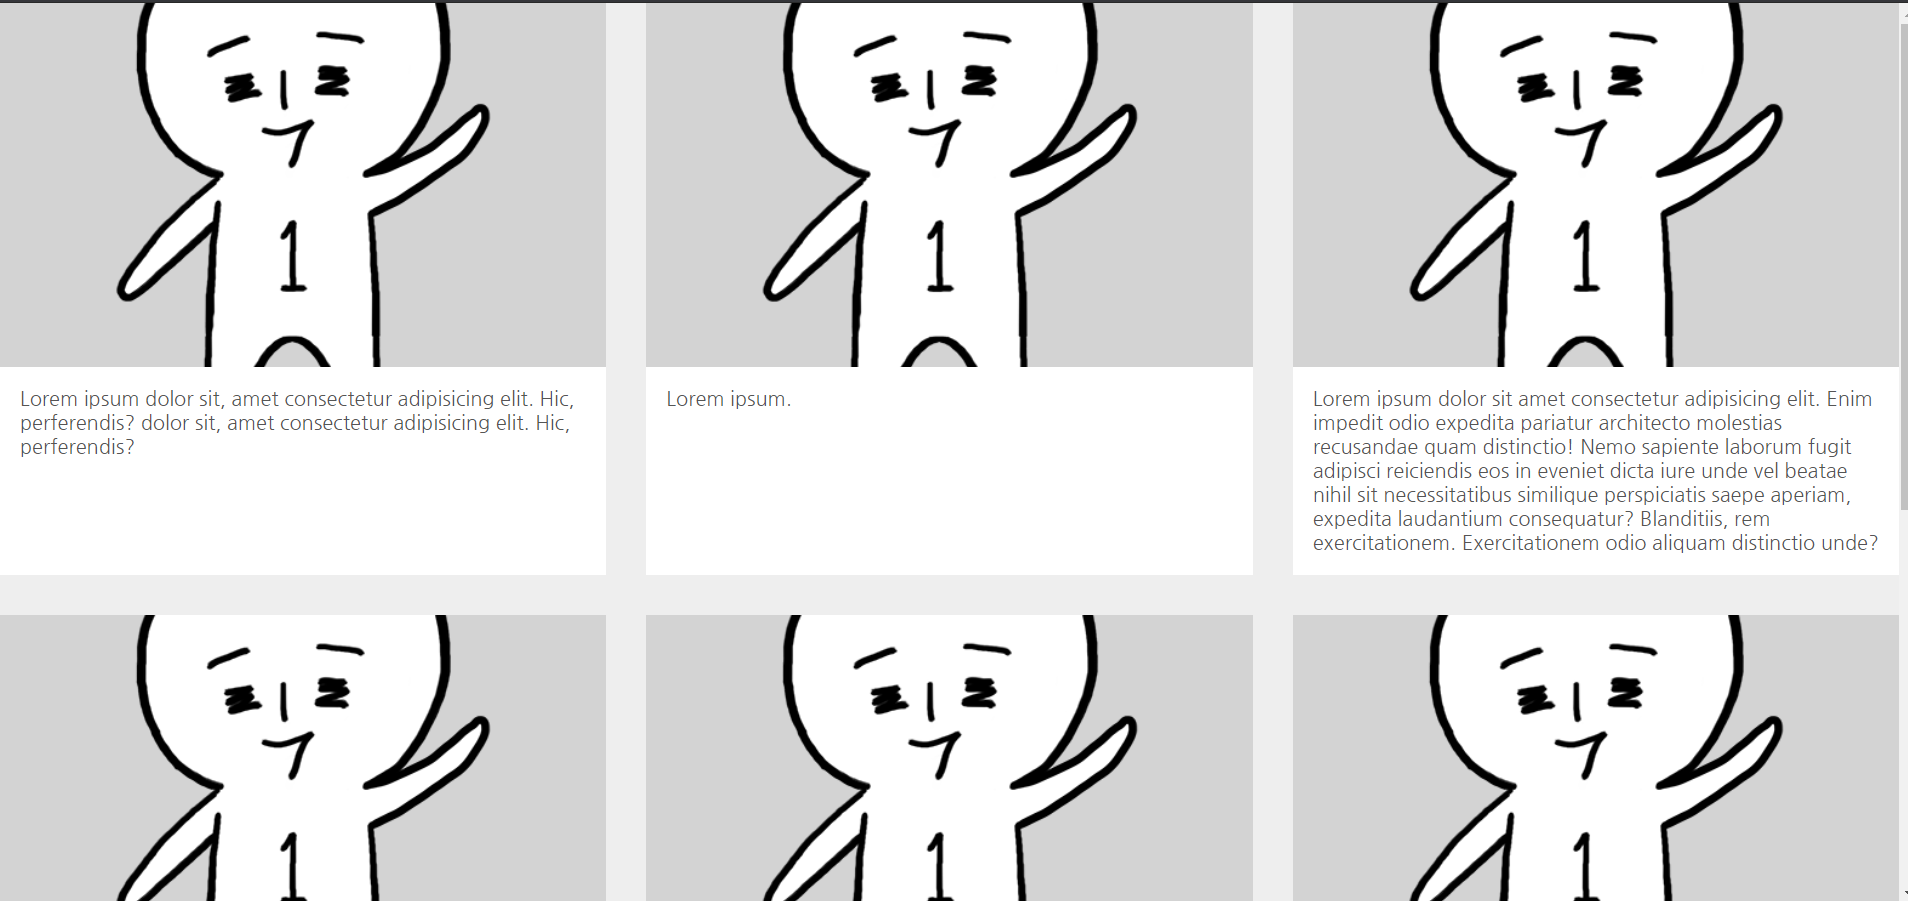 1
1
1
Lorem ipsum dolor sit, amet consectetur adipisicing elit. Hic,
perferendis? dolor sit, amet consectetur adipisicing elit. Hic,
perferendis?
Lorem ipsum.
Lorem ipsum dolor sit amet consectetur adipisicing elit. Enim
impedit odio expedita pariatur architecto molestias
recusandae quam distinctio! Nemo sapiente laborum fugit
adipisci reiciendis eos in eveniet dicta iure unde vel beatae
nihil sit necessitatibus similique perspiciatis saepe aperiam,
expedita laudantium consequatur? Blanditiis, rem
exercitationem. Exercitationem odio aliquam distinctio unde?
1
1
1